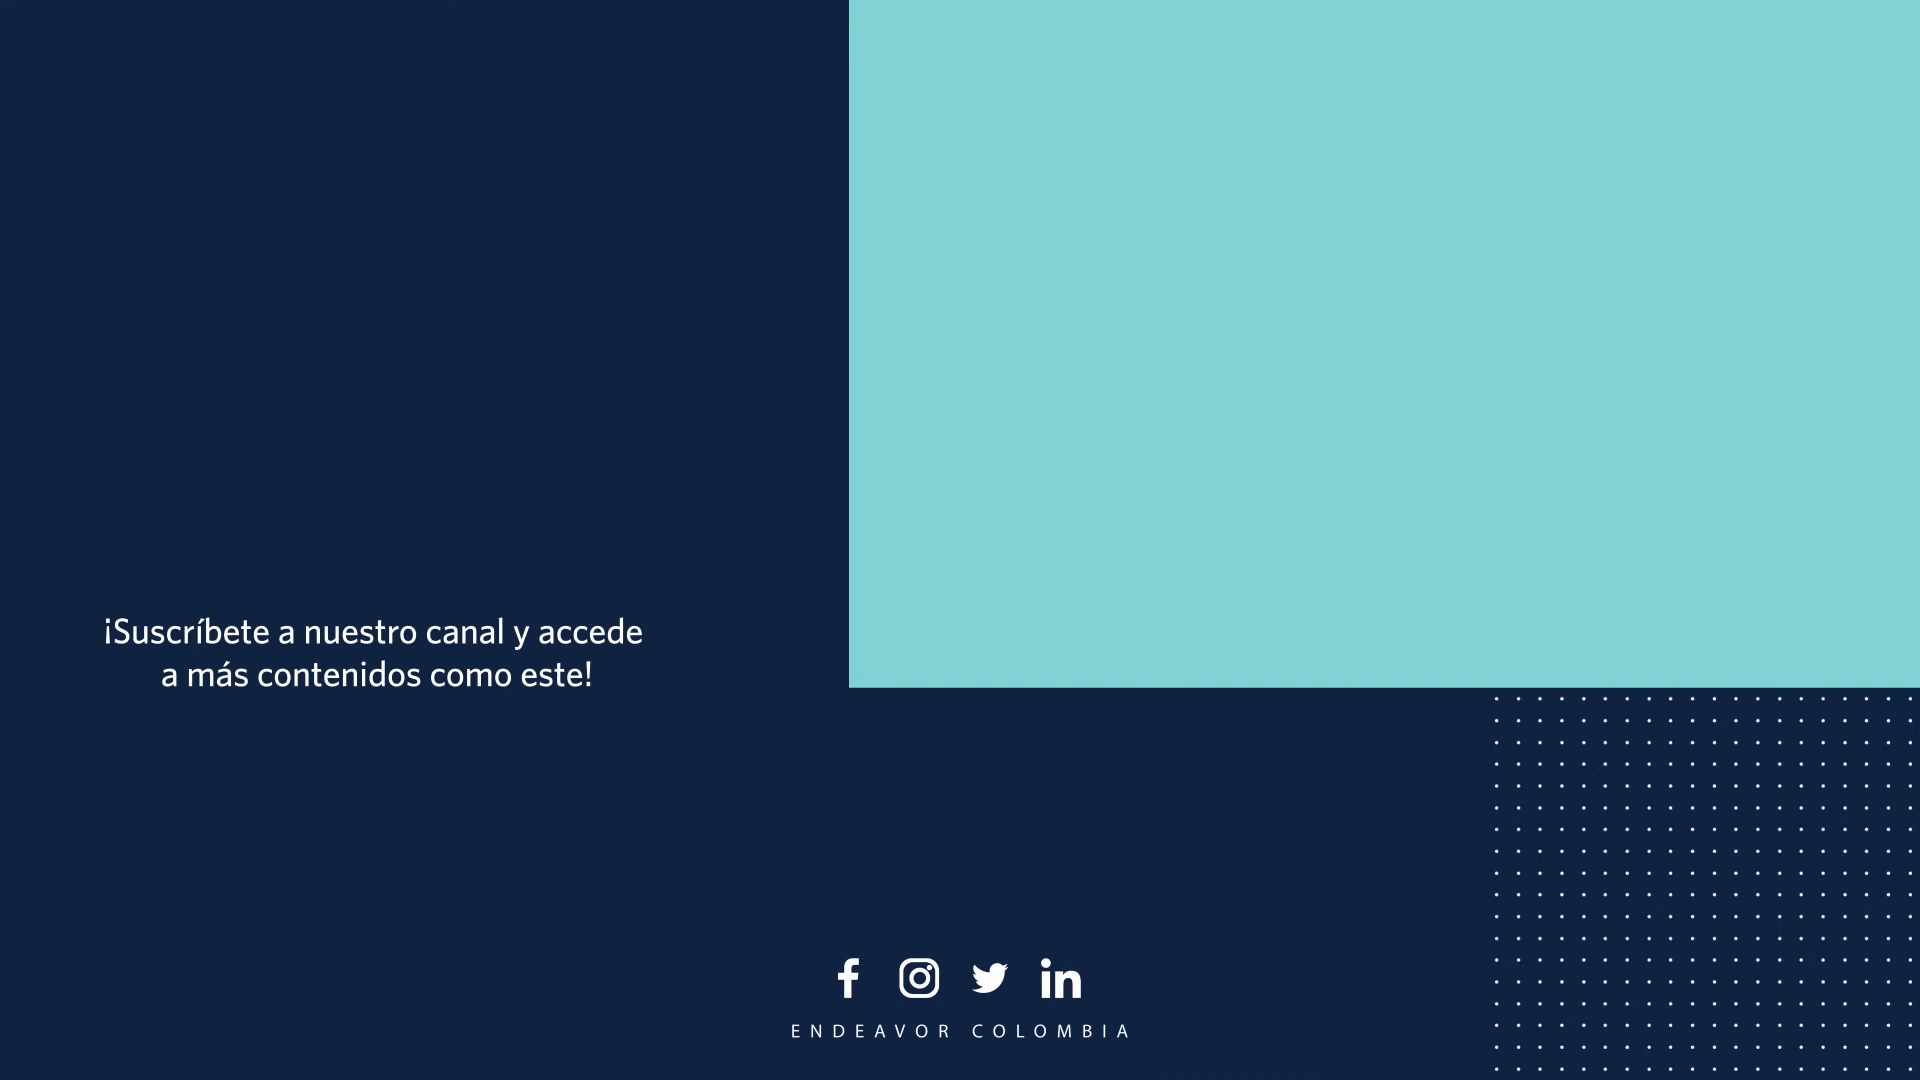 ¡Suscríbete a nuestro canal y accede
a más contenidos como este!
ENDEAVOR COLOMBIA